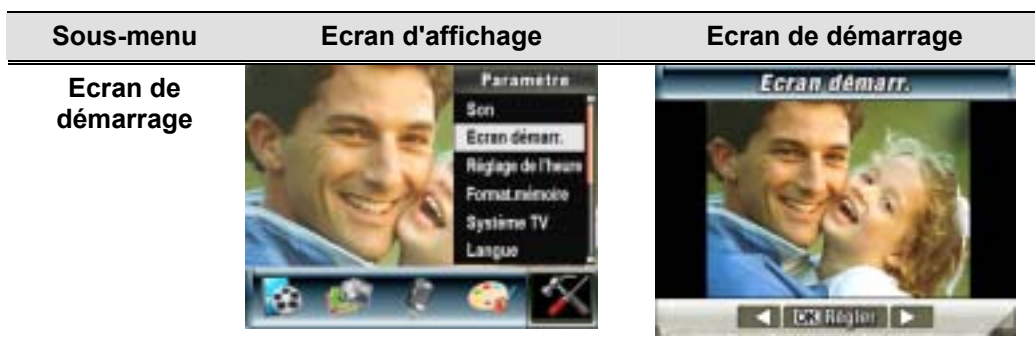 Sous-menu Ecran d'affichage Ecran de démarrage
Ecran de
démarrage
Paramètre
Son
Ecran démarr.
Réglage de l'heure
Format.mémoire
Système TV
Langue
Ecran démarr.
OK Régler